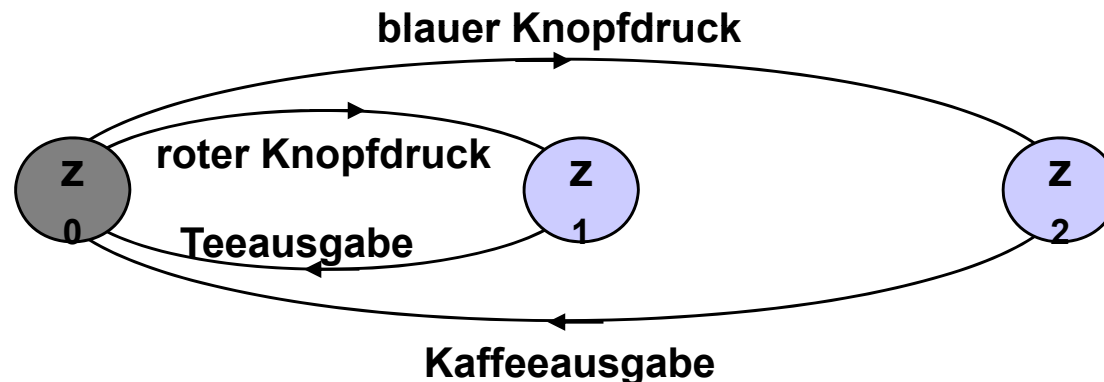 blauer Knopfdruck
roter Knopfdruck
z
0
z
1
z
2
Teeausgabe
Kaffeeausgabe